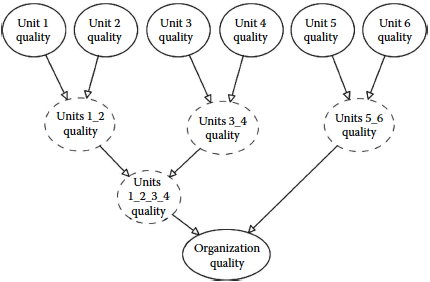 Unit 1
quality
Unit 2
quality
Unit 3
quality
Unit 4
quality
Unit 5
quality
Unit 6
quality
Units 1_2
quality
Units 3_4
quality
Units 5_6
quality
Units
1_2_3_4
quality
Organization
quality